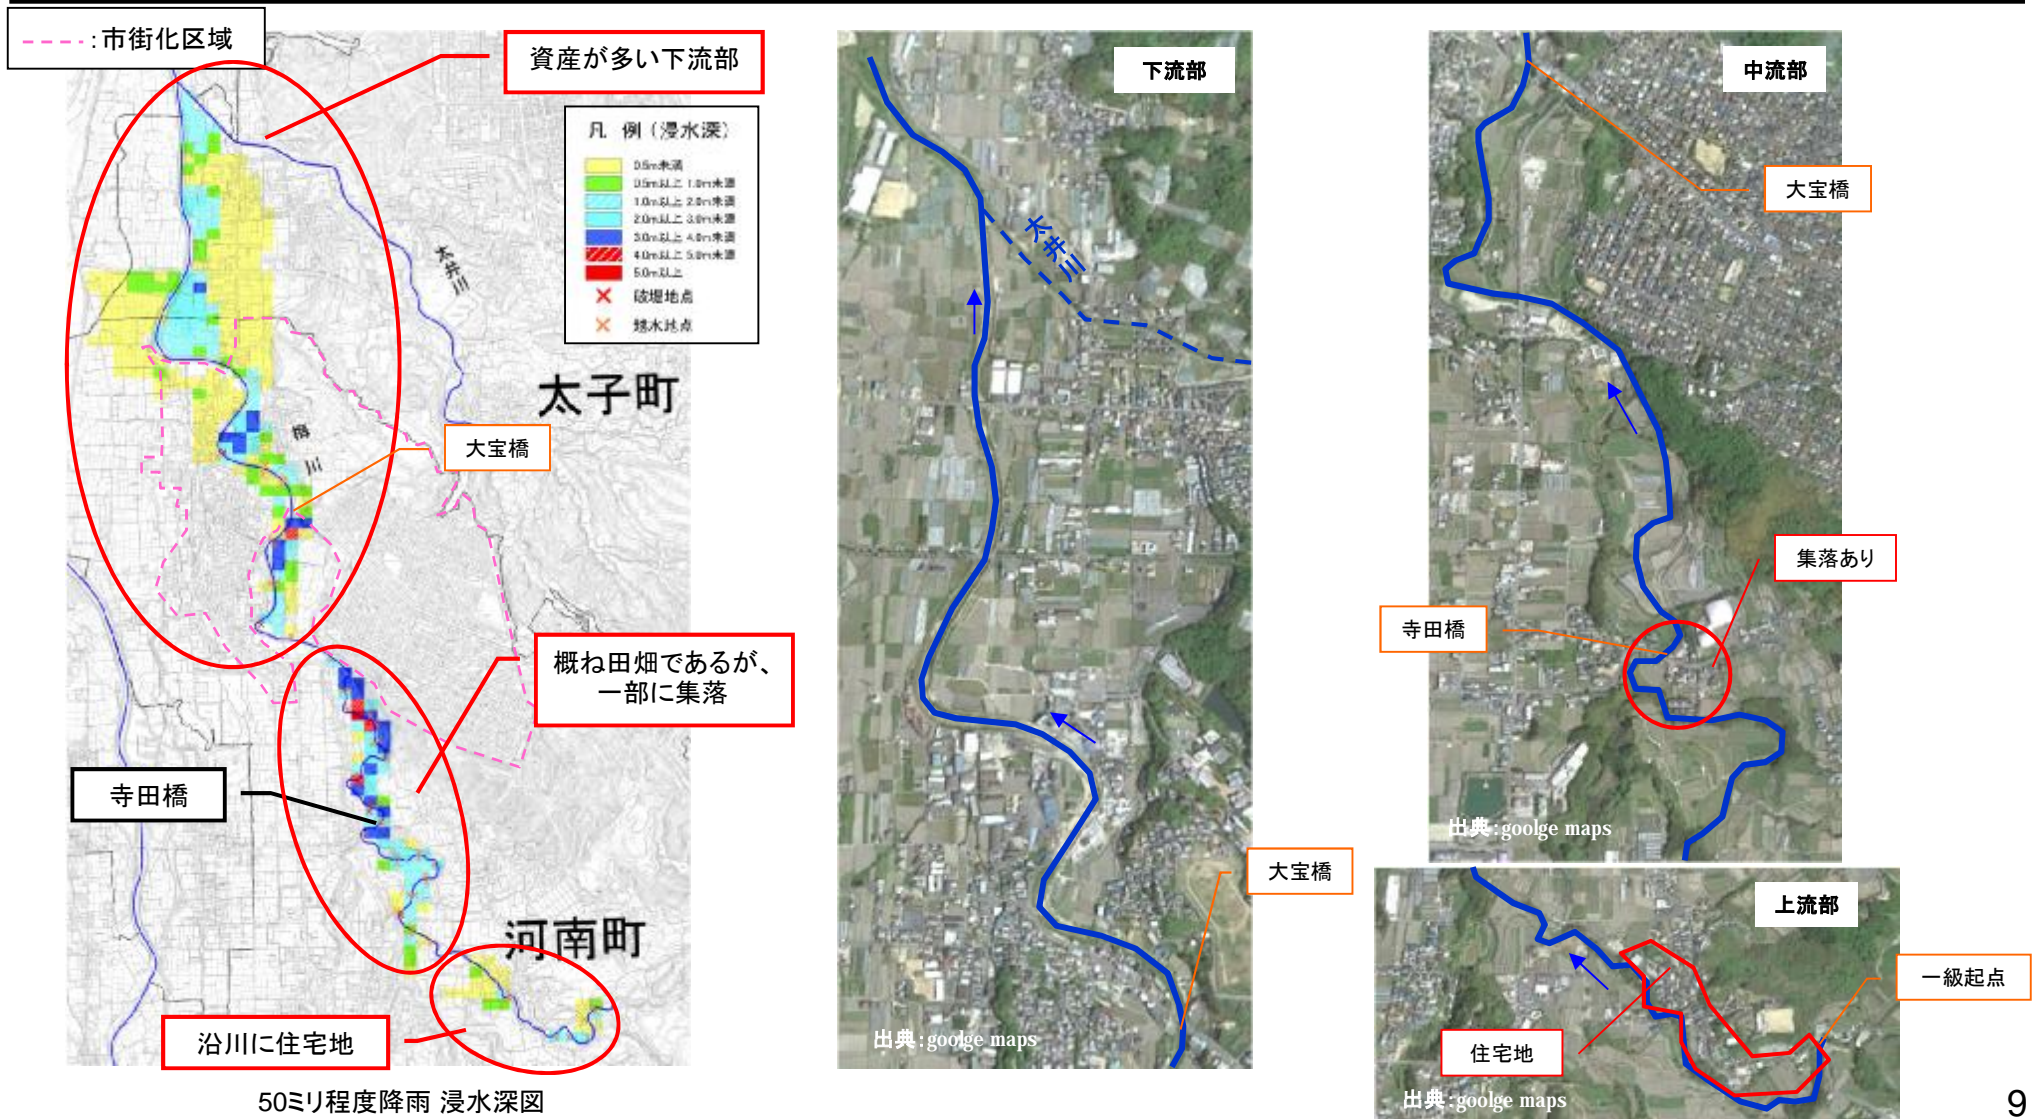 ：市街化区域
資産が多い下流部
凡 例（浸水深）
0.5m未満
0.5m以上 1.0m未満
1.0m以上 2.0m未満
2.0m以上 3.0m未満
3.0m以上 4.0m未満
4.0m以上 5.0m未満
5.0m以上
破堤地点
越水地点
太井川
太子町
大宝橋
梅川
概ね田畑であるが、
一部に集落
寺田橋
河南町
沿川に住宅地
50ミリ程度降雨 浸水深図
下流部
太井川
大宝橋
出典：goolge maps
中流部
大宝橋
集落あり
寺田橋
出典：goolge maps
上流部
一級起点
住宅地
出典：goolge maps
9